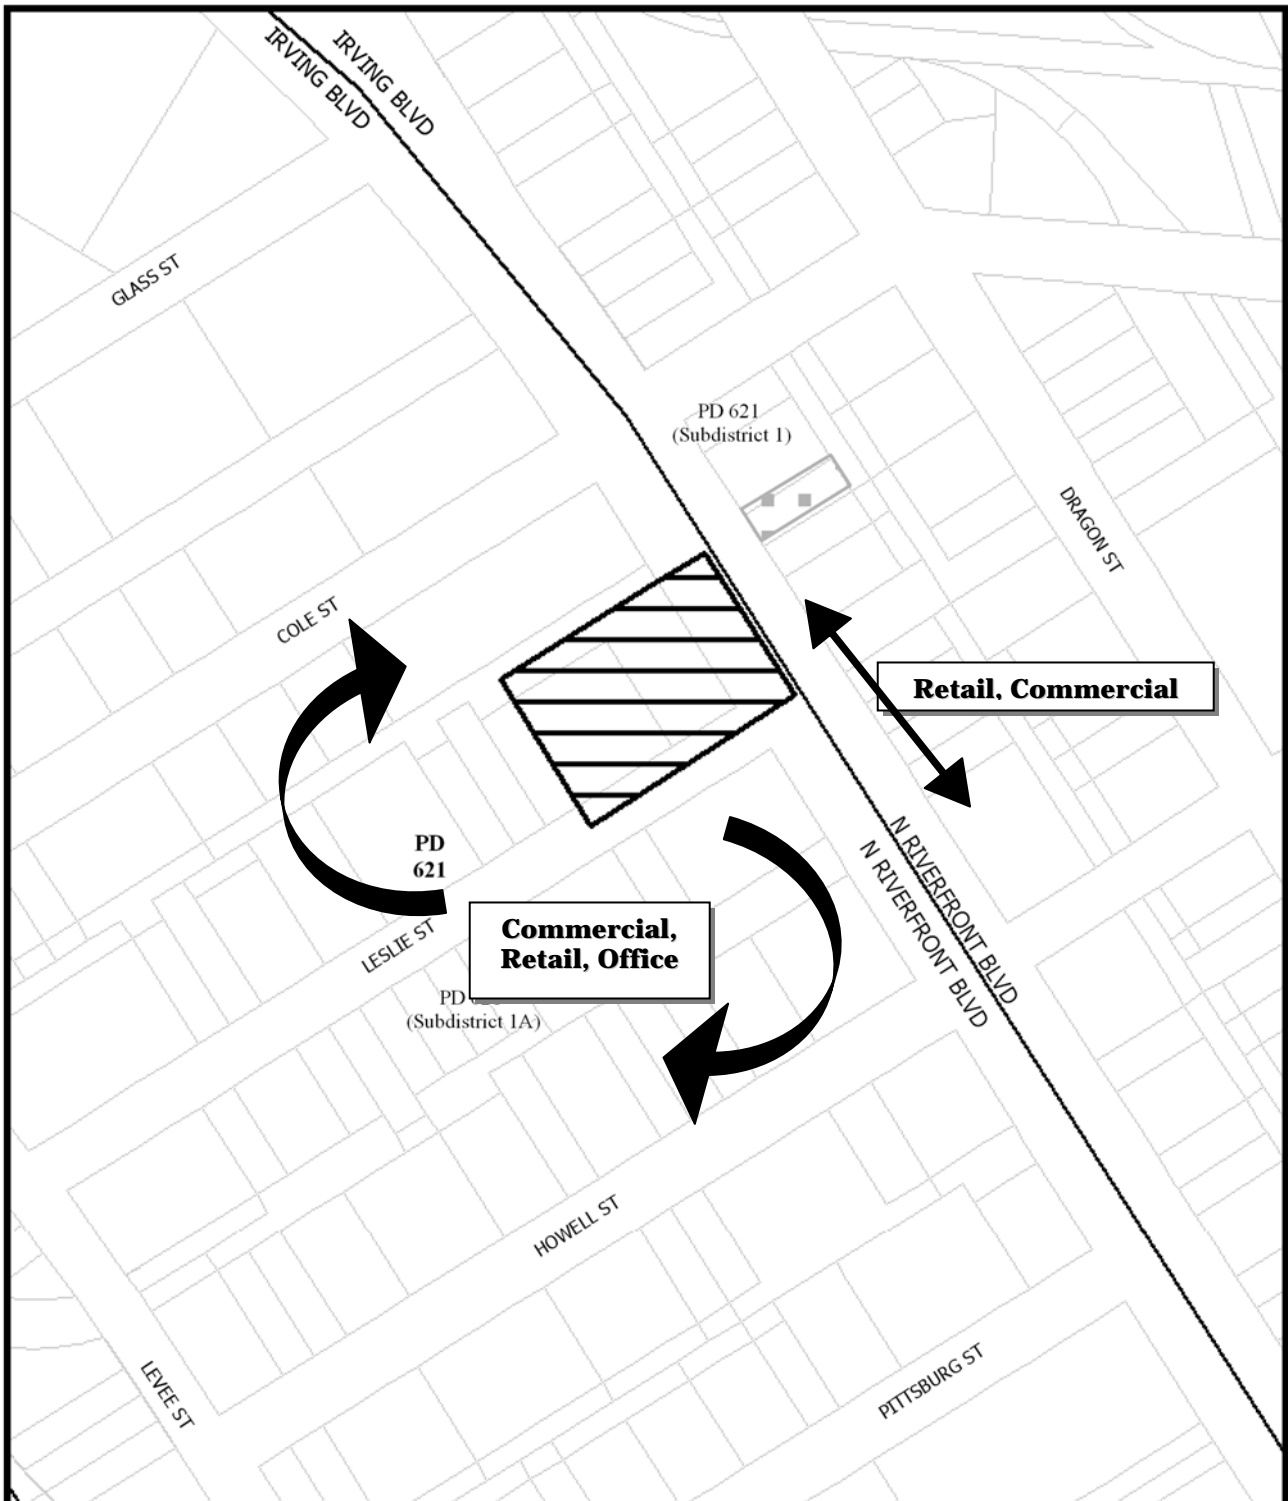 IRVING BLVD
IRVING BLVD
GLASS ST
PD 621
(Subdistrict 1)
DRAGON ST
COLE ST
Retail, Commercial
PD
621
N RIVERFRONT BLVD
N RIVERFRONT BLVD
LESLIE ST
Commercial,
Retail, Office
PD
(Subdistrict 1A)
HOWELL ST
PITTSBURG ST
LEVEE ST